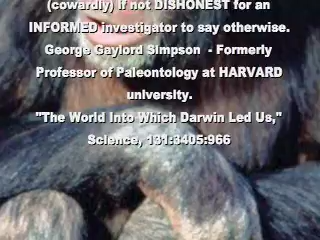 (cowardly) if not DISHONEST for an
INFORMED investigator to say otherwise.
George Gaylord Simpson - Formerly
Professor of Paleontology at HARVARD
university.
"The World Into Which Darwin Led Us,"
Science, 131:3405:966